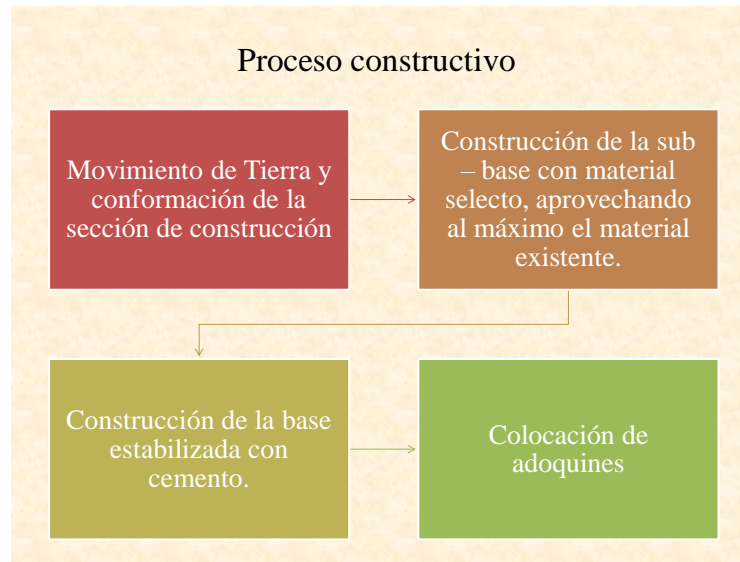 Proceso constructivo
Movimiento de Tierra y
conformación de la
sección de construcción
Construcción de la sub
– base con material
selecto, aprovechando
al máximo el material
existente.
Construcción de la base
estabilizada con
cemento.
Colocación de
adoquines